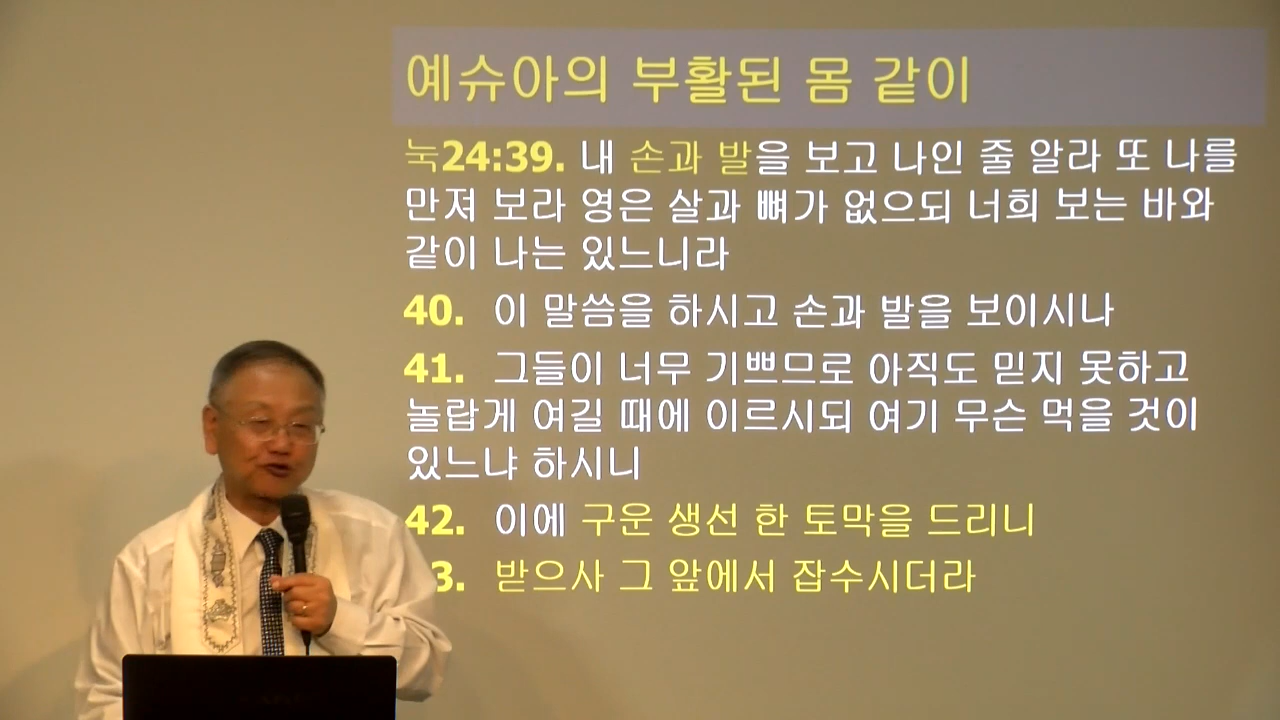 예슈아의 부활된 몸 같이
눅24:39. 내 손과 발을 보고 나인 줄 알라 또 나를
만져 보라 영은 살과 뼈가 없으되 너희 보는 바와
같이 나는 있느니라
40. 이 말씀을 하시고 손과 발을 보이시나
41. 그들이 너무 기쁘므로 아직도 믿지 못하고
놀랍게 여길 때에 이르시되 여기 무슨 먹을 것이
있느냐 하시니
42. 이에 구운 생선 한 토막을 드리니
3. 받으사 그 앞에서 잡수시더라